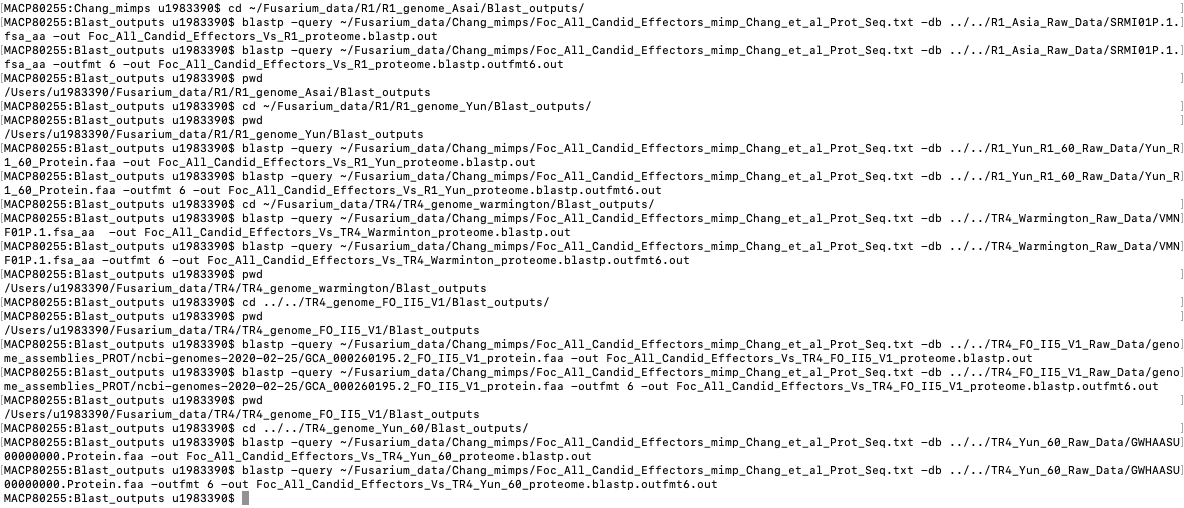 [MACP80255:Chang_mimps u1983390$ cd ~/Fusarium_data/R1/R1_genome_Asai/Blast_outputs/ ]
[MACP80255:Blast_outputs u1983390$ blastp -query ~/Fusarium_data/Chang_mimps/Foc_All_Candid_Effectors_mimp_Chang_et_al_Prot_Seq.txt -db ../../R1_Asia_Raw_Data/SRMI01P.1.]
fsa_aa -out Foc_All_Candid_Effectors_Vs_R1_proteome.blastp.out
[MACP80255:Blast_outputs u1983390$ blastp -query ~/Fusarium_data/Chang_mimps/Foc_All_Candid_Effectors_mimp_Chang_et_al_Prot_Seq.txt -db ../../R1_Asia_Raw_Data/SRMI01P.1.]
fsa_aa -outfmt 6 -out Foc_All_Candid_Effectors_Vs_R1_proteome.blastp.outfmt6.out
[MACP80255:Blast_outputs u1983390$ pwd ]
/Users/u1983390/Fusarium_data/R1/R1_genome_Asai/Blast_outputs
[MACP80255:Blast_outputs u1983390$ cd ~/Fusarium_data/R1/R1_genome_Yun/Blast_outputs/ ]
[MACP80255:Blast_outputs u1983390$ pwd ]
/Users/u1983390/Fusarium_data/R1/R1_genome_Yun/Blast_outputs
[MACP80255:Blast_outputs u1983390$ blastp -query ~/Fusarium_data/Chang_mimps/Foc_All_Candid_Effectors_mimp_Chang_et_al_Prot_Seq.txt -db ../../R1_Yun_R1_60_Raw_Data/Yun_R]
1_60_Protein.faa -out Foc_All_Candid_Effectors_Vs_R1_Yun_proteome.blastp.out
[MACP80255:Blast_outputs u1983390$ blastp -query ~/Fusarium_data/Chang_mimps/Foc_All_Candid_Effectors_mimp_Chang_et_al_Prot_Seq.txt -db ../../R1_Yun_R1_60_Raw_Data/Yun_R]
1_60_Protein.faa -outfmt 6 -out Foc_All_Candid_Effectors_Vs_R1_Yun_proteome.blastp.outfmt6.out
[MACP80255:Blast_outputs u1983390$ cd ~/Fusarium_data/TR4/TR4_genome_warmington/Blast_outputs/ ]
[MACP80255:Blast_outputs u1983390$ blastp -query ~/Fusarium_data/Chang_mimps/Foc_All_Candid_Effectors_mimp_Chang_et_al_Prot_Seq.txt -db ../../TR4_Warmington_Raw_Data/VMN]
F01P.1.fsa_aa  -out Foc_All_Candid_Effectors_Vs_TR4_Warminton_proteome.blastp.out
[MACP80255:Blast_outputs u1983390$ blastp -query ~/Fusarium_data/Chang_mimps/Foc_All_Candid_Effectors_mimp_Chang_et_al_Prot_Seq.txt -db ../../TR4_Warmington_Raw_Data/VMN]
F01P.1.fsa_aa -outfmt 6 -out Foc_All_Candid_Effectors_Vs_TR4_Warminton_proteome.blastp.outfmt6.out
[MACP80255:Blast_outputs u1983390$ pwd ]
/Users/u1983390/Fusarium_data/TR4/TR4_genome_warmington/Blast_outputs
[MACP80255:Blast_outputs u1983390$ cd ../../TR4_genome_FO_II5_V1/Blast_outputs/ ]
[MACP80255:Blast_outputs u1983390$ pwd ]
/Users/u1983390/Fusarium_data/TR4/TR4_genome_FO_II5_V1/Blast_outputs
[MACP80255:Blast_outputs u1983390$ blastp -query ~/Fusarium_data/Chang_mimps/Foc_All_Candid_Effectors_mimp_Chang_et_al_Prot_Seq.txt -db ../../TR4_FO_II5_V1_Raw_Data/geno]
me_assemblies_PROT/ncbi-genomes-2020-02-25/GCA_000260195.2_FO_II5_V1_protein.faa -out Foc_All_Candid_Effectors_Vs_TR4_FO_II5_V1_proteome.blastp.out
[MACP80255:Blast_outputs u1983390$ blastp -query ~/Fusarium_data/Chang_mimps/Foc_All_Candid_Effectors_mimp_Chang_et_al_Prot_Seq.txt -db ../../TR4_FO_II5_V1_Raw_Data/geno]
me_assemblies_PROT/ncbi-genomes-2020-02-25/GCA_000260195.2_FO_II5_V1_protein.faa -outfmt 6 -out Foc_All_Candid_Effectors_Vs_TR4_FO_II5_V1_proteome.blastp.outfmt6.out
[MACP80255:Blast_outputs u1983390$ pwd ]
/Users/u1983390/Fusarium_data/TR4/TR4_genome_FO_II5_V1/Blast_outputs
[MACP80255:Blast_outputs u1983390$ cd ../../TR4_genome_Yun_60/Blast_outputs/ ]
[MACP80255:Blast_outputs u1983390$ blastp -query ~/Fusarium_data/Chang_mimps/Foc_All_Candid_Effectors_mimp_Chang_et_al_Prot_Seq.txt -db ../../TR4_Yun_60_Raw_Data/GWHAASU]
00000000.Protein.faa -out Foc_All_Candid_Effectors_Vs_TR4_Yun_60_proteome.blastp.out
[MACP80255:Blast_outputs u1983390$ blastp -query ~/Fusarium_data/Chang_mimps/Foc_All_Candid_Effectors_mimp_Chang_et_al_Prot_Seq.txt -db ../../TR4_Yun_60_Raw_Data/GWHAASU]
00000000.Protein.faa -outfmt 6 -out Foc_All_Candid_Effectors_Vs_TR4_Yun_60_proteome.blastp.outfmt6.out
MACP80255:Blast_outputs u1983390$